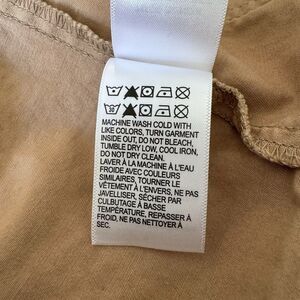 MACHINE WASH COLD WITH
LIKE COLORS, TURN GARMENT
INSIDE OUT, DO NOT BLEACH,
TUMBLE DRY LOW, COOL IRON,
DO NOT DRY CLEAN.
LAVER À LA MACHINE À L'EAU
FROIDE AVEC COULEURS
SIMILAIRES, TOURNER LE
VÊTEMENT À L'ENVERS, NE PAS
JAVELLISER, SÉCHER PAR
CULBUTAGE À BASSE
TEMPÉRATURE, REPASSER À
FROID, NE PAS NETTOYER À
SEC.